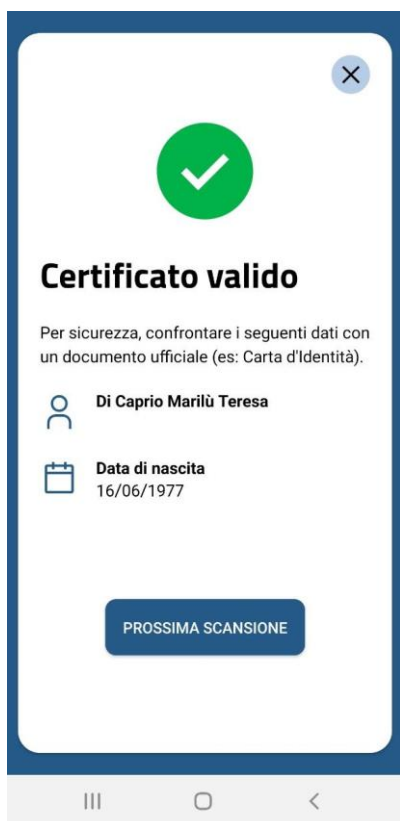 Certificato valido
Per sicurezza, confrontare i seguenti dati con
un documento ufficiale (es: Carta d'Identità).
Di Caprio Marilù Teresa
Data di nascita
16/06/1977
PROSSIMA SCANSIONE